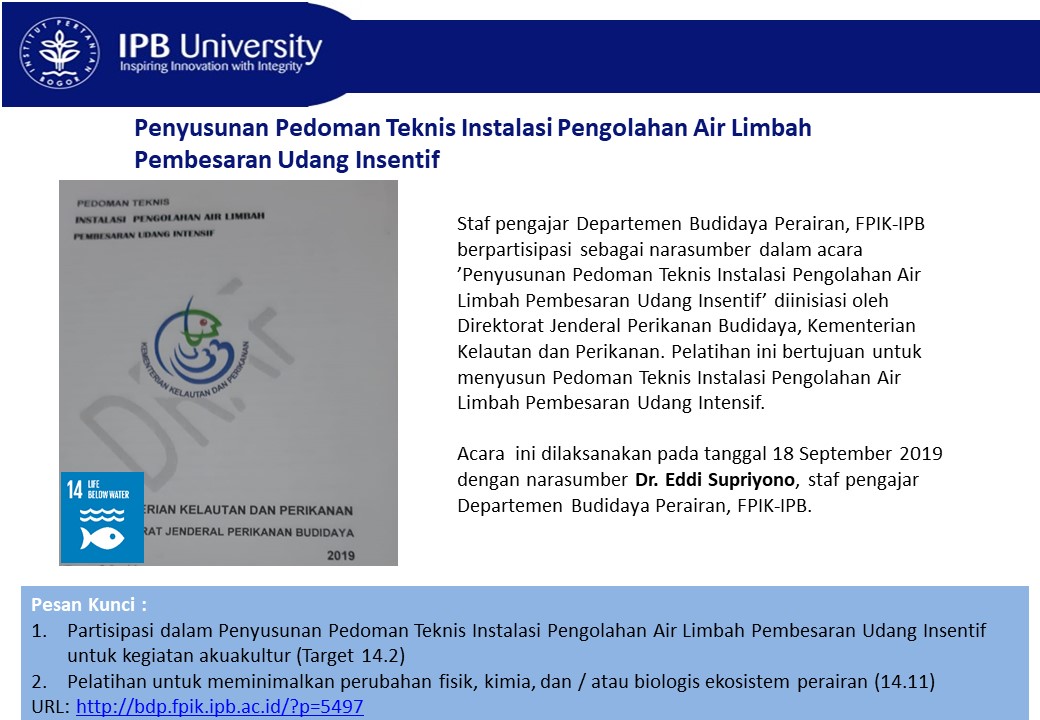 INSTITUT PERTANIAN BOGOR
IPB University
Inspiring Innovation with Integrity
Penyusunan Pedoman Teknis Instalasi Pengolahan Air Limbah
Pembesaran Udang Insentif
PEDOMAN TEKNIS
INSTALASI PENGOLAHAN AIR LIMBAH
PEMBESARAN UDANG INTENSIF
KEMENTERIAN KELAUTAN DAN PERIKANAN
Draf
14 LIFE
BELOW WATER
ERIAN KELAUTAN DAN PERIKANAN
RAT JENDERAL PERIKANAN BUDIDAYA
2019
Staf pengajar Departemen Budidaya Perairan, FPIK-IPB
berpartisipasi sebagai narasumber dalam acara
’Penyusunan Pedoman Teknis Instalasi Pengolahan Air
Limbah Pembesaran Udang Insentif’ diinisiasi oleh
Direktorat Jenderal Perikanan Budidaya, Kementerian
Kelautan dan Perikanan. Pelatihan ini bertujuan untuk
menyusun Pedoman Teknis Instalasi Pengolahan Air
Limbah Pembesaran Udang Intensif.
Acara ini dilaksanakan pada tanggal 18 September 2019
dengan narasumber Dr. Eddi Supriyono, staf pengajar
Departemen Budidaya Perairan, FPIK-IPB.
Pesan Kunci :
1. Partisipasi dalam Penyusunan Pedoman Teknis Instalasi Pengolahan Air Limbah Pembesaran Udang Insentif
untuk kegiatan akuakultur (Target 14.2)
2. Pelatihan untuk meminimalkan perubahan fisik, kimia, dan / atau biologis ekosistem perairan (14.11)
URL: http://bdp.fpik.ipb.ac.id/?p=5497